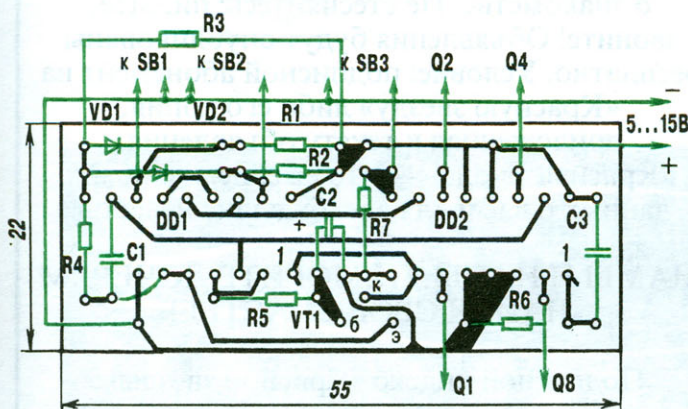 R3
к SB1 к SB2 к SB3 Q2 Q4
VD1 VD2 R1 −
5...15В
R2 +
22
DD1 C2 DD2 C3
+
R7
R4 C1 1 к 1
R5 VT1 б R6
э
Q1 Q8
55